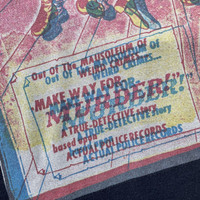 Out Of The Mausoleum Of
Weird Crimes...
MAKE WAY FOR
"MURDER!"
A TRUE-DETECTIVE story
based upon
ACTUAL POLICE RECORDS